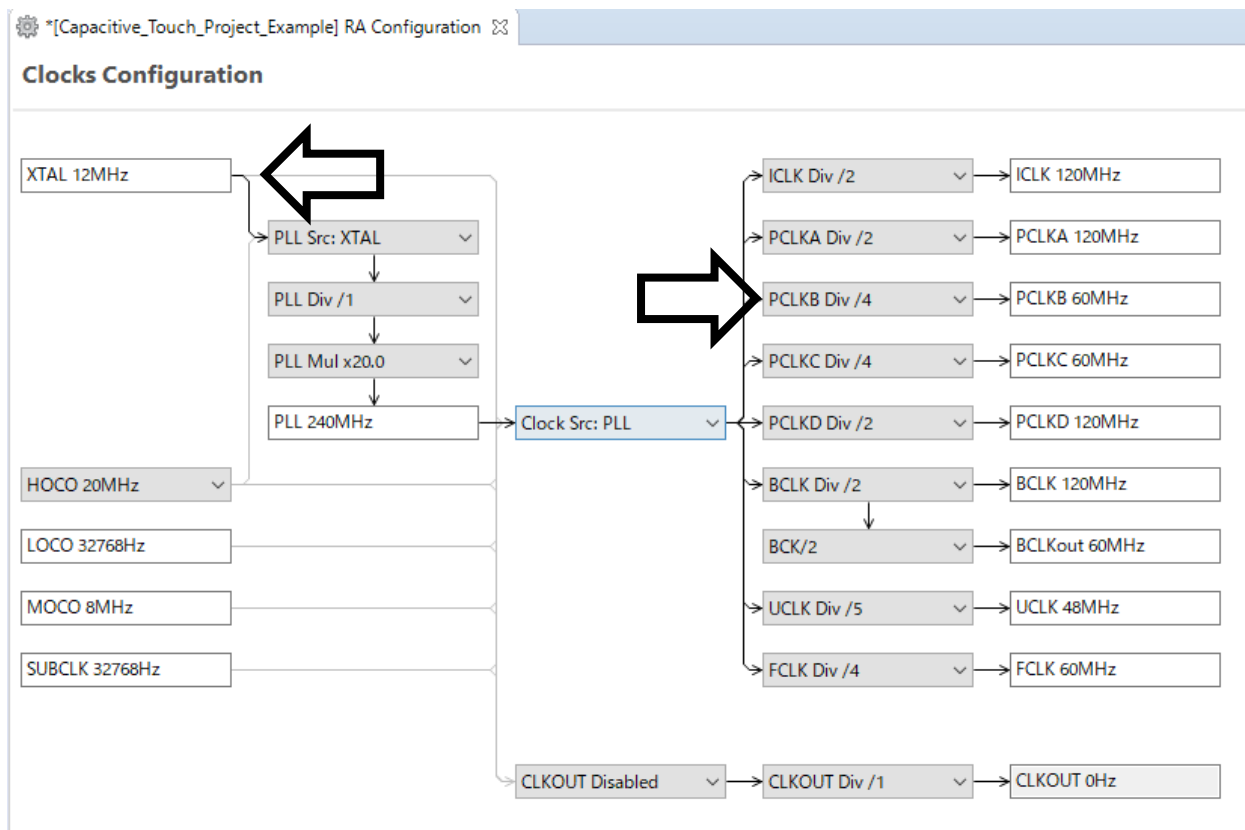 *[Capacitive_Touch_Project_Example] RA Configuration
Clocks Configuration
XTAL 12MHz
PLL Src: XTAL
PLL Div /1
PLL Mul x20.0
PLL 240MHz
HOCO 20MHz
LOCO 32768Hz
MOCO 8MHz
SUBCLK 32768Hz
Clock Src: PLL
CLKOUT Disabled
ICLK Div /2
ICLK 120MHz
PCLKA Div /2
PCLKA 120MHz
PCLKB Div /4
PCLKB 60MHz
PCLKC Div /4
PCLKC 60MHz
PCLKD Div /2
PCLKD 120MHz
BCLK Div /2
BCLK 120MHz
BCK/2
BCLKout 60MHz
UCLK Div /5
UCLK 48MHz
FCLK Div /4
FCLK 60MHz
CLKOUT Div /1
CLKOUT 0Hz